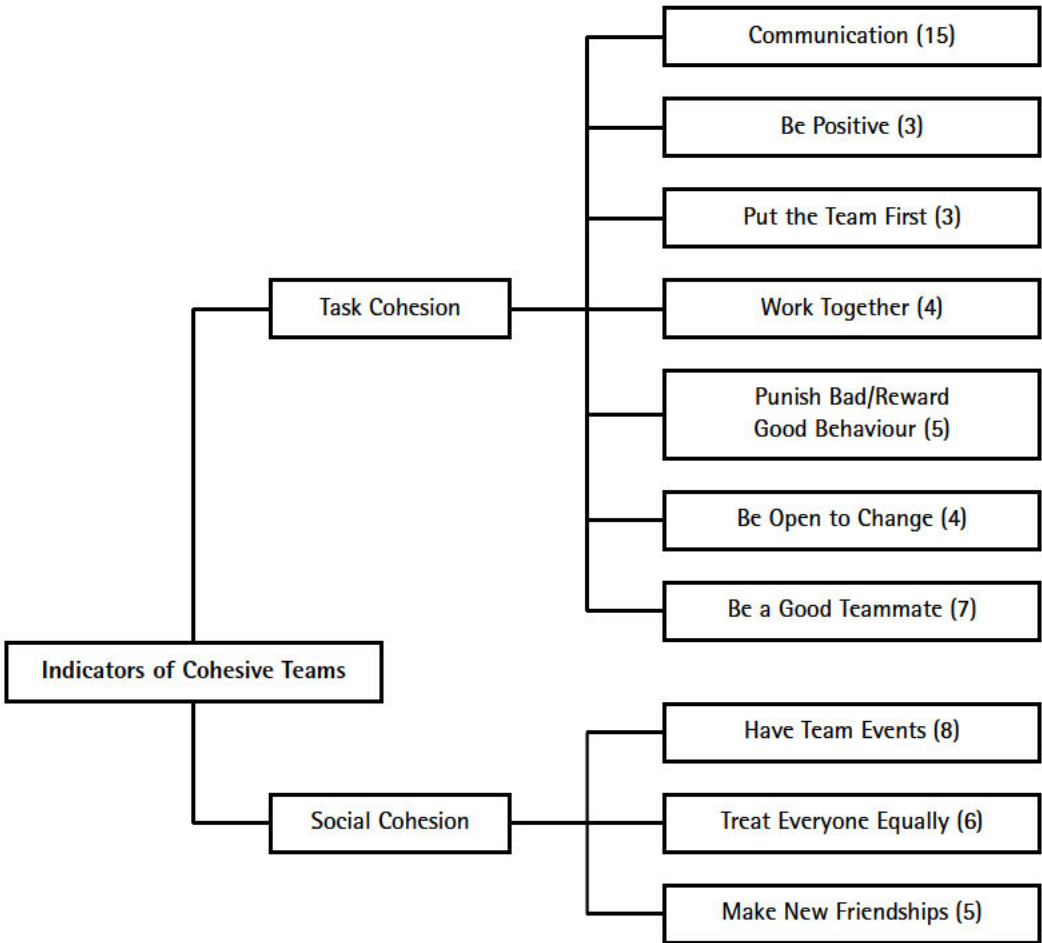 Communication (15)
Be Positive (3)
Put the Team First (3)
Task Cohesion
Work Together (4)
Punish Bad/Reward
Good Behaviour (5)
Be Open to Change (4)
Be a Good Teammate (7)
Indicators of Cohesive Teams
Have Team Events (8)
Social Cohesion
Treat Everyone Equally (6)
Make New Friendships (5)